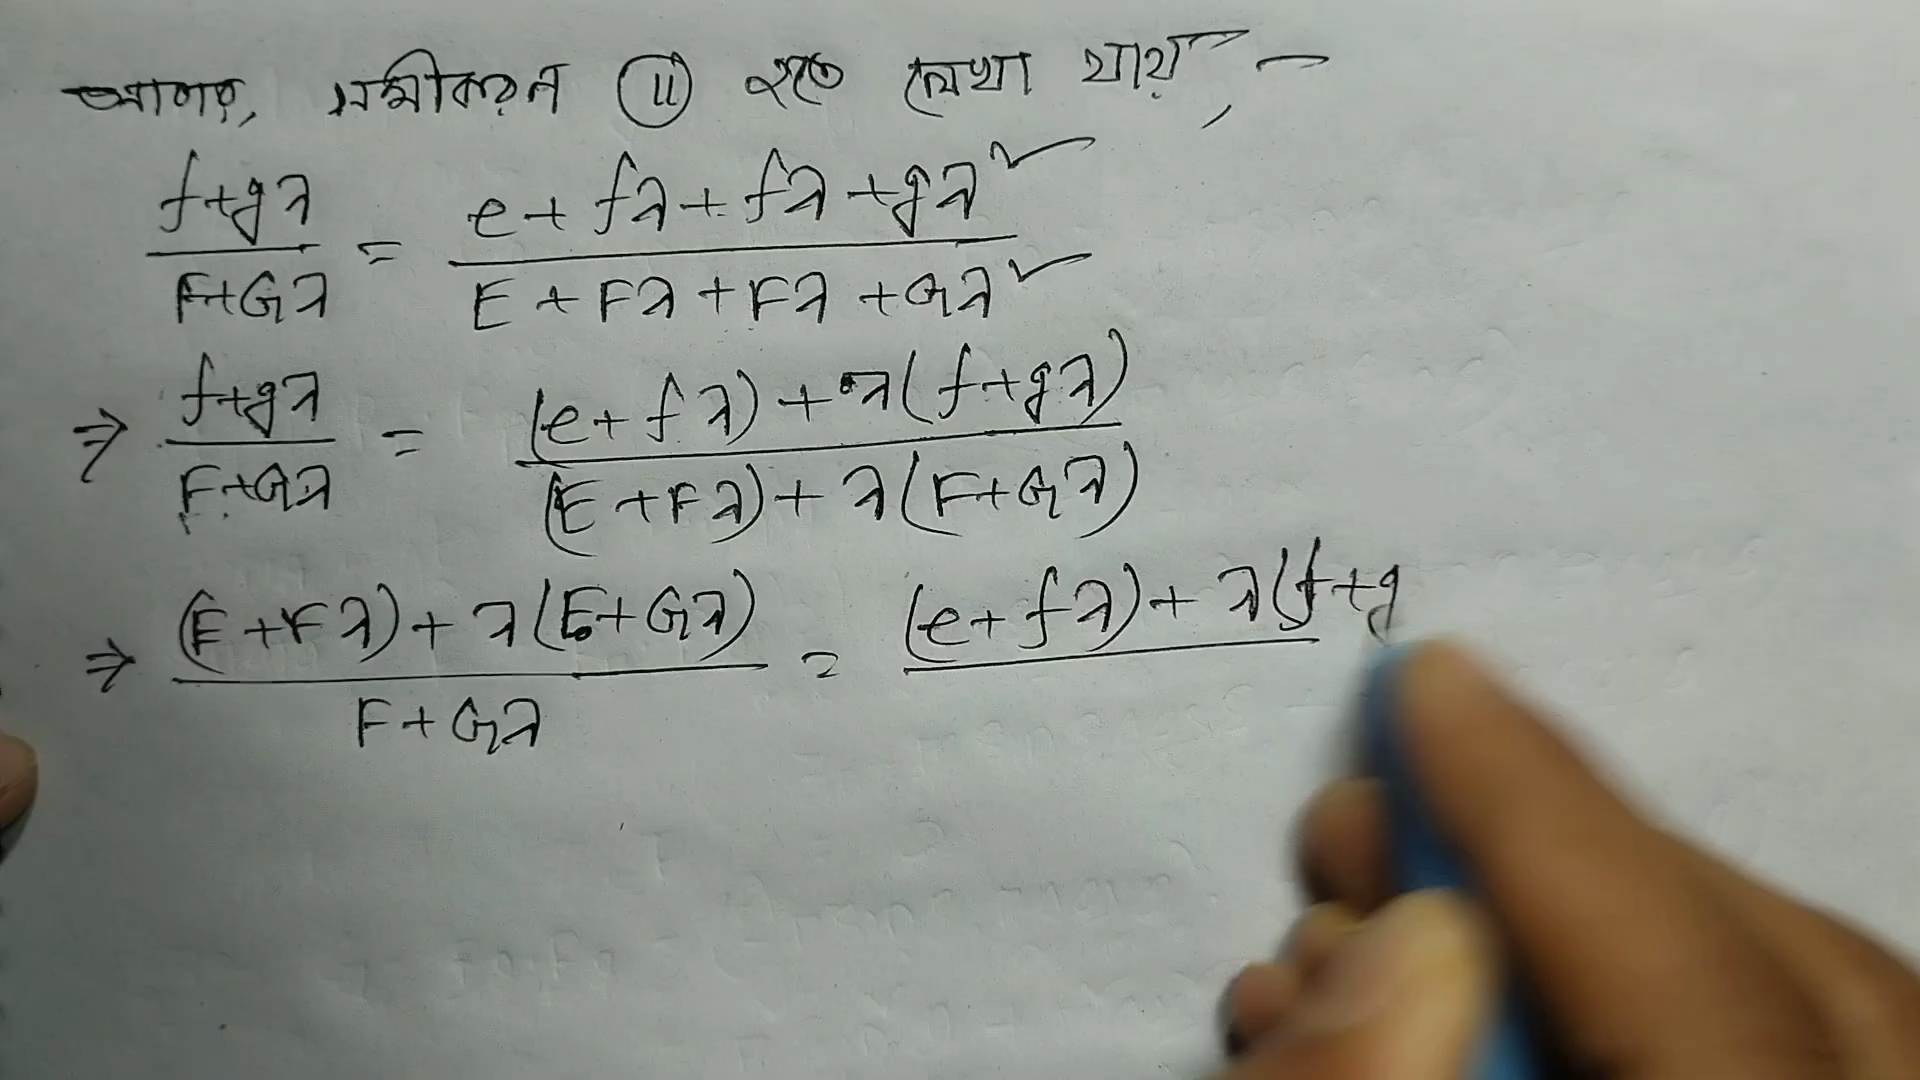 আবার, সমীকরন (ii) হতে লেখা যায়, –
(f+gλ)/(F+Gλ) = (e+fλ+fλ+gλ²)/(E+Fλ+Fλ+Gλ²)
⇒ (f+gλ)/(F+Gλ) = ((e+fλ)+λ(f+gλ))/((E+Fλ)+λ(F+Gλ))
⇒ ((E+Fλ)+λ(F+Gλ))/(F+Gλ) = (e+fλ)+λ(f+g